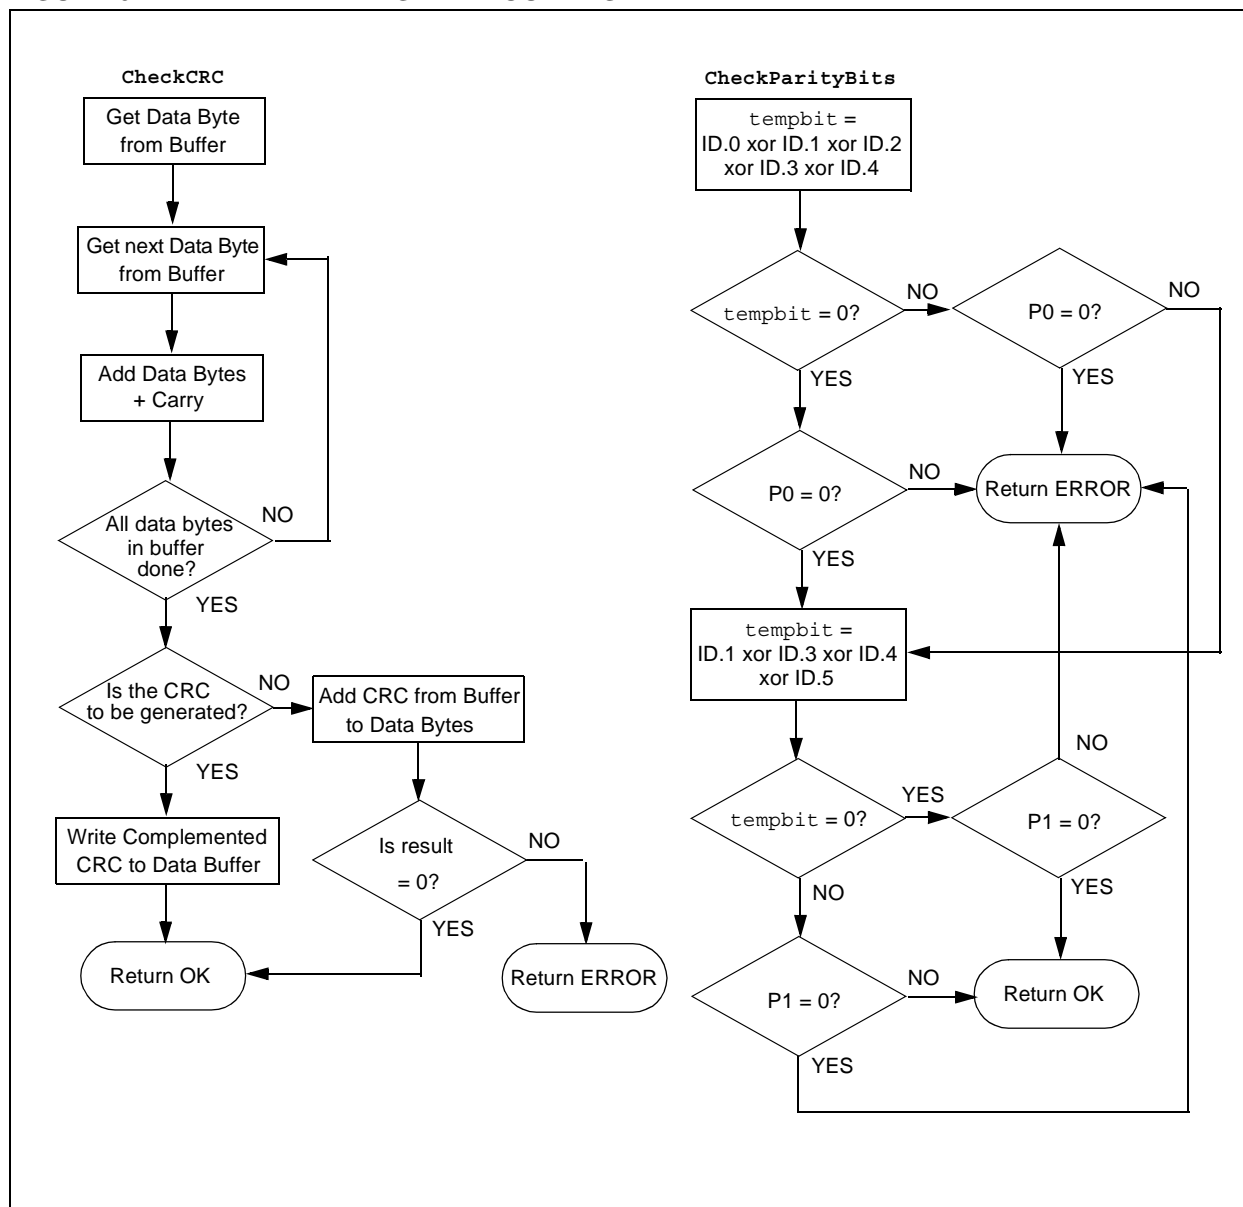 CheckCRC
Get Data Byte
from Buffer
Get next Data Byte
from Buffer
Add Data Bytes
+ Carry
All data bytes
in buffer
done?
NO
YES
Is the CRC
to be generated?
NO
YES
Add CRC from Buffer
to Data Bytes
Write Complemented
CRC to Data Buffer
Is result
= 0?
NO
YES
Return OK
Return ERROR
CheckParityBits
tempbit =
ID.0 xor ID.1 xor ID.2
xor ID.3 xor ID.4
tempbit = 0?
NO
YES
P0 = 0?
NO
YES
P0 = 0?
NO
YES
Return ERROR
tempbit =
ID.1 xor ID.3 xor ID.4
xor ID.5
tempbit = 0?
YES
NO
P1 = 0?
NO
YES
P1 = 0?
NO
YES
Return OK